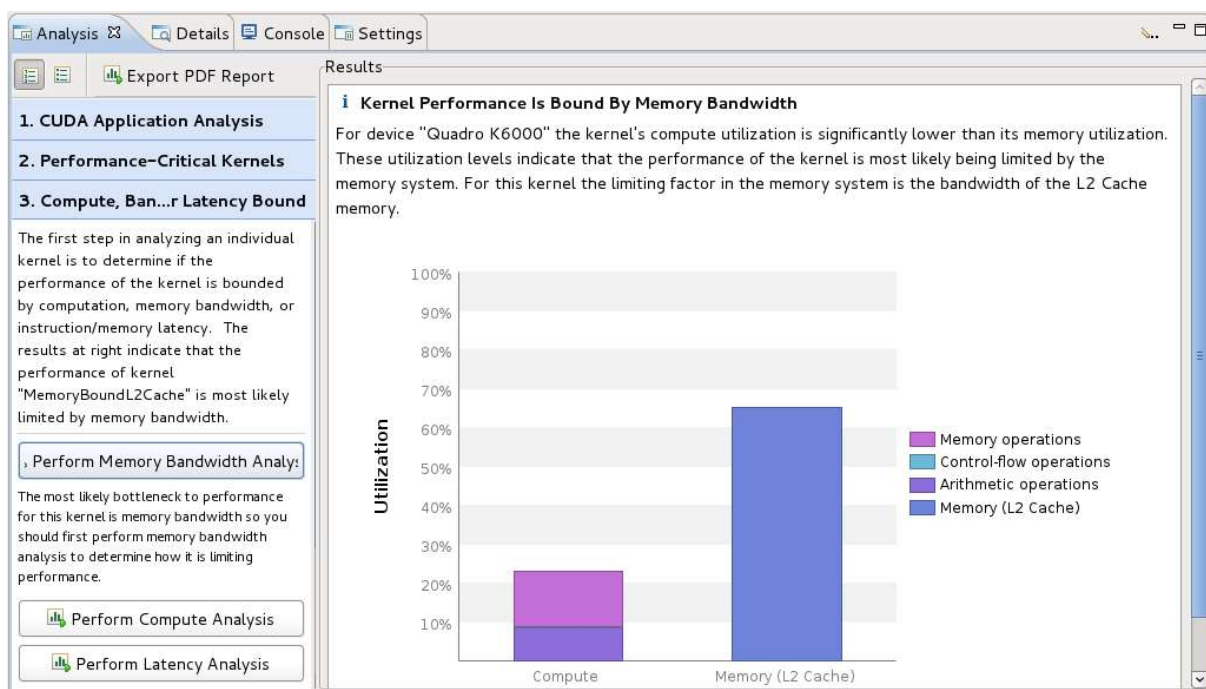 Analysis
Details
Console
Settings
Export PDF Report
1. CUDA Application Analysis
2. Performance-Critical Kernels
3. Compute, Ban...r Latency Bound
The first step in analyzing an individual
kernel is to determine if the
performance of the kernel is bounded
by computation, memory bandwidth, or
instruction/memory latency. The
results at right indicate that the
performance of kernel
"MemoryBoundL2Cache" is most likely
limited by memory bandwidth.
Perform Memory Bandwidth Analys
The most likely bottleneck to performance
for this kernel is memory bandwidth so you
should first perform memory bandwidth
analysis to determine how it is limiting
performance.
Perform Compute Analysis
Perform Latency Analysis
Results
i Kernel Performance Is Bound By Memory Bandwidth
For device "Quadro K6000" the kernel's compute utilization is significantly lower than its memory utilization.
These utilization levels indicate that the performance of the kernel is most likely being limited by the
memory system. For this kernel the limiting factor in the memory system is the bandwidth of the L2 Cache
memory.
100%
90%
80%
70%
60%
50%
40%
30%
20%
10%
Utilization
Compute
Memory (L2 Cache)
Memory operations
Control-flow operations
Arithmetic operations
Memory (L2 Cache)